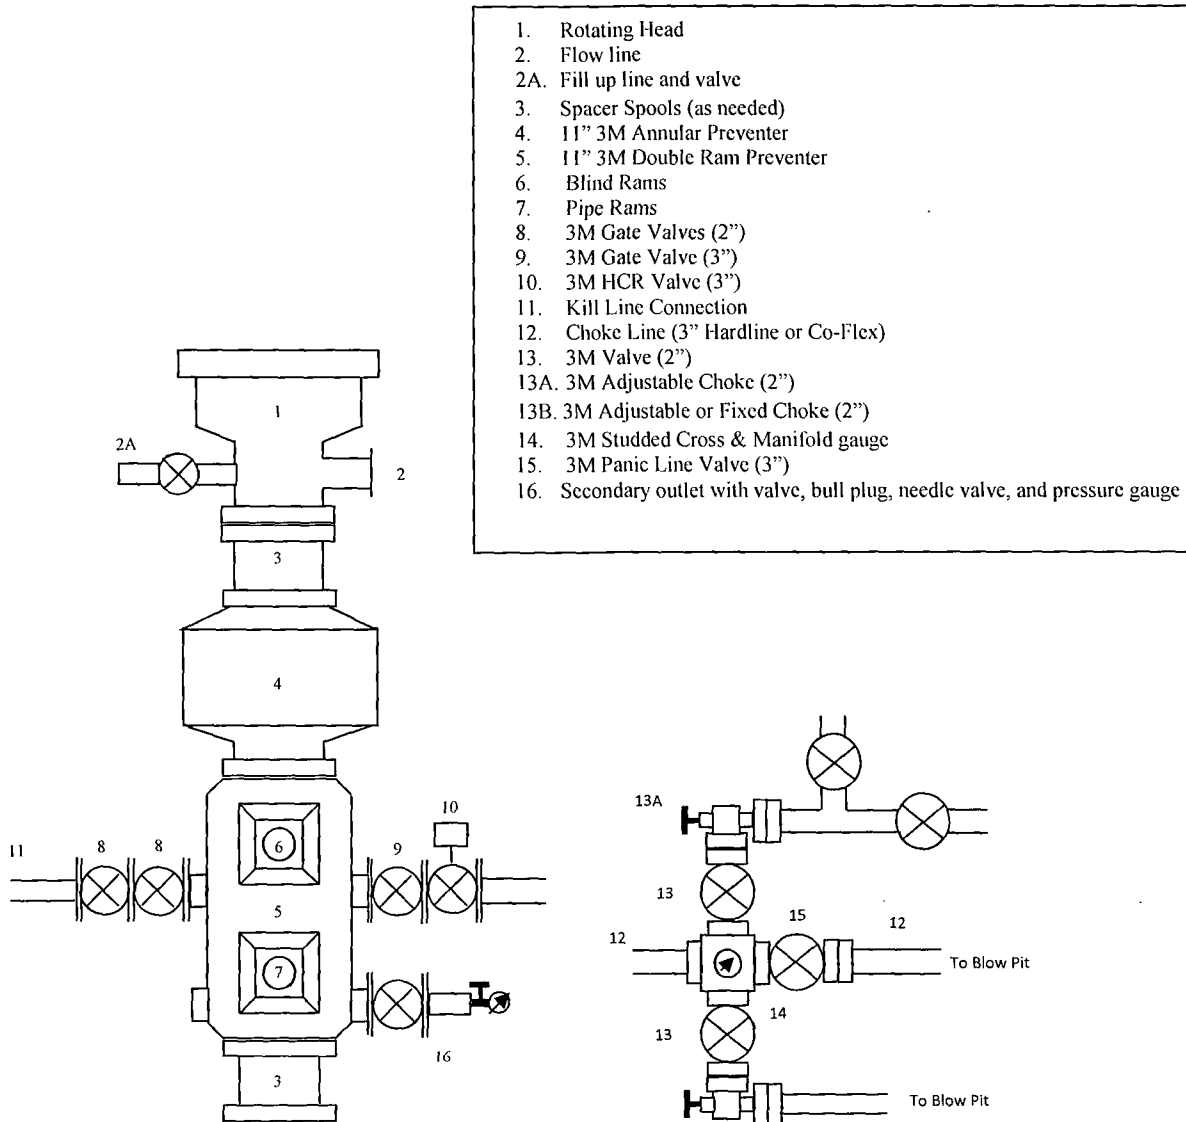 1. Rotating Head
2. Flow line
2A. Fill up line and valve
3. Spacer Spools (as needed)
4. 11” 3M Annular Preventer
5. 11” 3M Double Ram Preventer
6. Blind Rams
7. Pipe Rams
8. 3M Gate Valves (2”)
9. 3M Gate Valve (3”)
10. 3M HCR Valve (3”)
11. Kill Line Connection
12. Choke Line (3” Hardline or Co-Flex)
13. 3M Valve (2”)
13A. 3M Adjustable Choke (2”)
13B. 3M Adjustable or Fixed Choke (2”)
14. 3M Studded Cross & Manifold gauge
15. 3M Panic Line Valve (3”)
16. Secondary outlet with valve, bull plug, needle valve, and pressure gauge
1
2A
2
3
4
10
11
8
8
6
9
5
7
16
3
13A
13
15
12
12
To Blow Pit
14
13
To Blow Pit